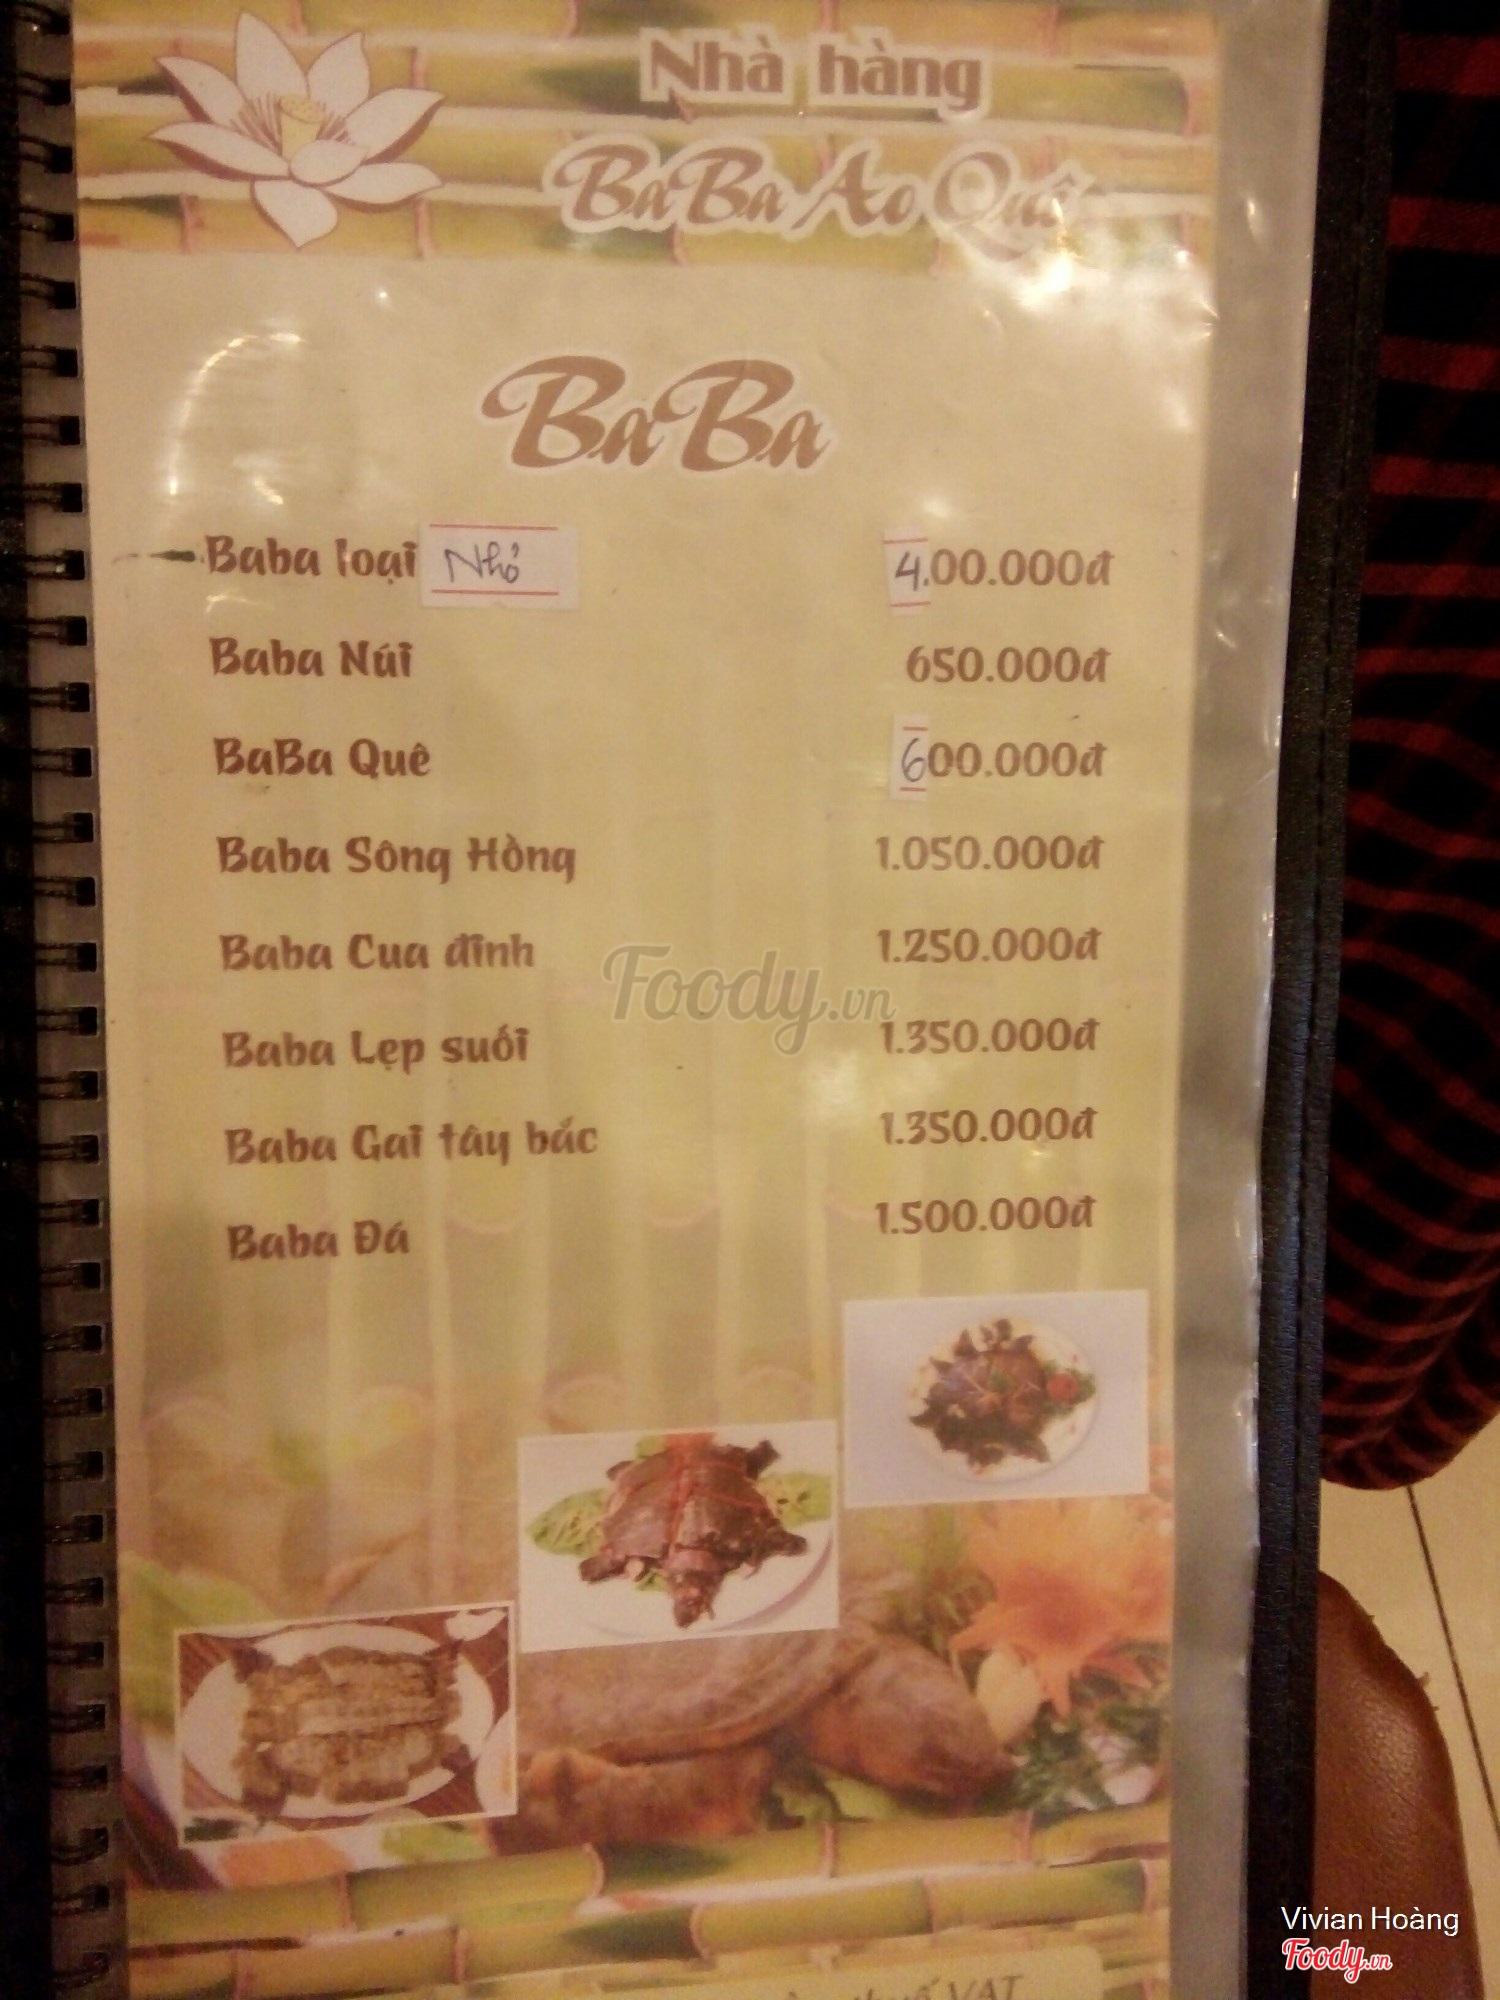 Nhà hàng
BaBa Ao Quê
BaBa
Baba loại Nhỏ 4.00.000đ
Baba Núi 650.000đ
BaBa Quê 600.000đ
Baba Sông Hồng 1.050.000đ
Baba Cua đinh 1.250.000đ
Foody.vn
Baba Lẹp suối 1.350.000đ
Baba Gai tây bắc 1.350.000đ
Baba Đá 1.500.000đ
thuế VAT
Vivian Hoàng
Foody.vn